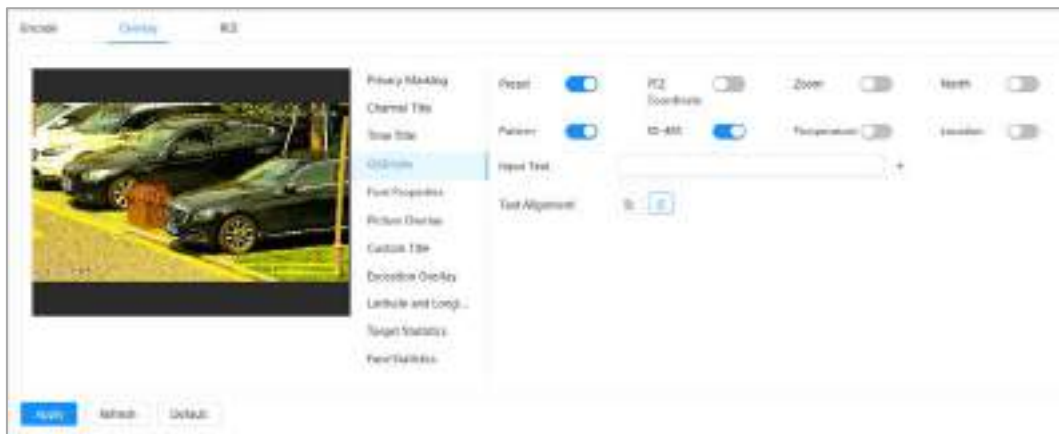 Encode Overlay ROI
Privacy Masking
Channel Title
Time Title
OSD Info
Font Properties
Picture Overlay
Custom Title
Exception Overlay
Latitude and Longi...
Target Statistics
Face Statistics
Preset PTZ Coordinate Zoom North
Pattern RS-485 Temperature Location
Input Text +
Text Alignment
Apply Refresh Default